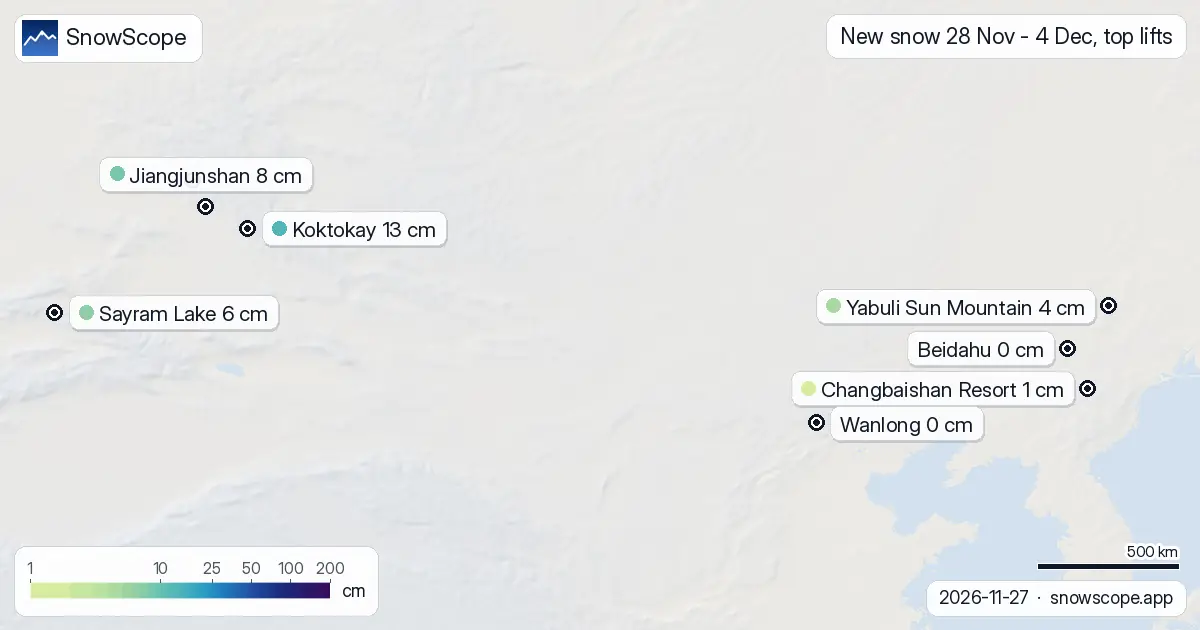 SnowScope
New snow 28 Nov - 4 Dec, top lifts
Jiangjunshan 8 cm
Koktokay 13 cm
Sayram Lake 6 cm
Yabuli Sun Mountain 4 cm
Beidahu 0 cm
Changbaishan Resort 1 cm
Wanlong 0 cm
1 10 25 50 100 200
cm
500 km
2026-11-27 · snowscope.app